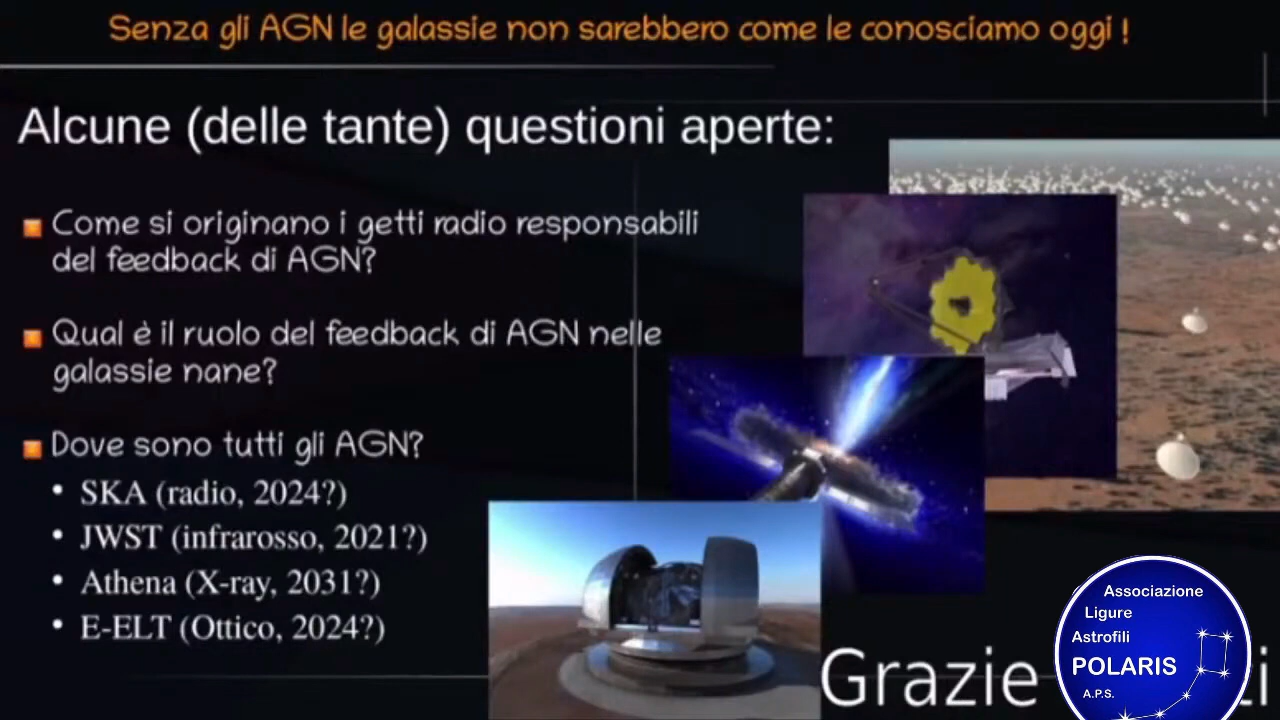 Senza gli AGN le galassie non sarebbero come le conosciamo oggi !
Alcune (delle tante) questioni aperte:
Come si originano i getti radio responsabili
del feedback di AGN?
Qual è il ruolo del feedback di AGN nelle
galassie nane?
Dove sono tutti gli AGN?
• SKA (radio, 2024?)
• JWST (infrarosso, 2021?)
• Athena (X-ray, 2031?)
• E-ELT (Ottico, 2024?)
Grazie
Associazione
Ligure
Astrofili
POLARIS
A.P.S.